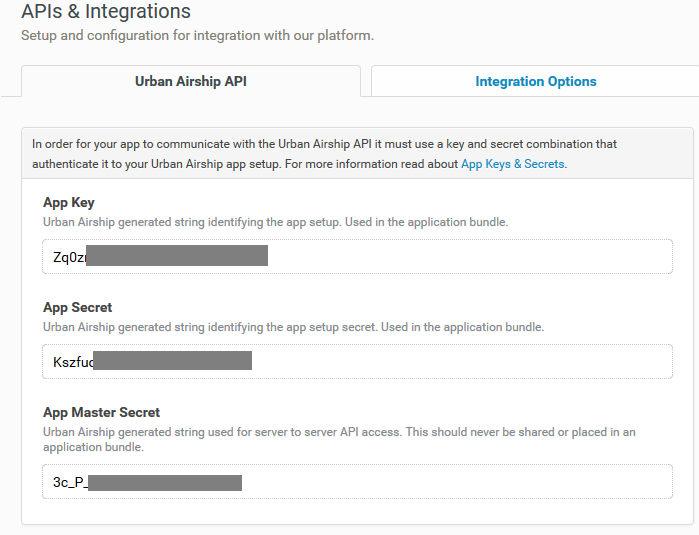 APIs & Integrations
Setup and configuration for integration with our platform.
Urban Airship API
Integration Options
In order for your app to communicate with the Urban Airship API it must use a key and secret combination that
authenticate it to your Urban Airship app setup. For more information read about App Keys & Secrets.
App Key
Urban Airship generated string identifying the app setup. Used in the application bundle.
Zq0z
App Secret
Urban Airship generated string identifying the app setup secret. Used in the application bundle.
Kszfu
App Master Secret
Urban Airship generated string used for server to server API access. This should never be shared or placed in an
application bundle.
3c_P_